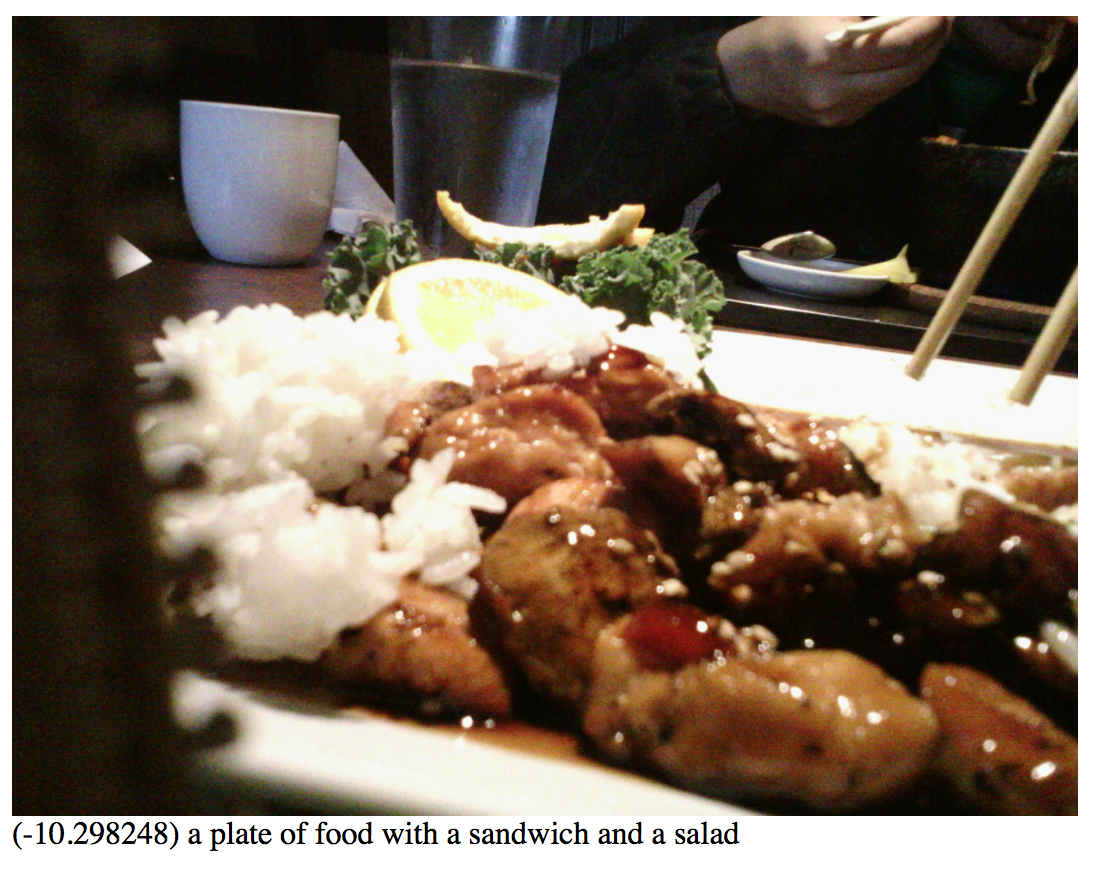 (-10.298248) a plate of food with a sandwich and a salad